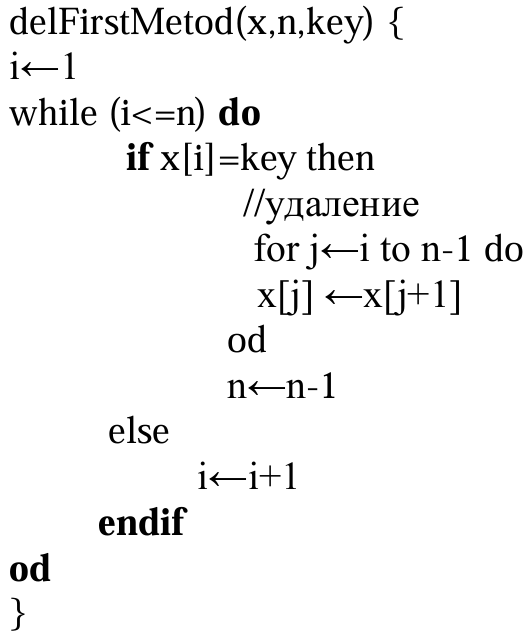 delFirstMetod(x,n,key) {
i←1
while (i<=n) do
if x[i]=key then
//удаление
for j←i to n-1 do
x[j] ←x[j+1]
od
n←n-1
else
i←i+1
endif
od
}